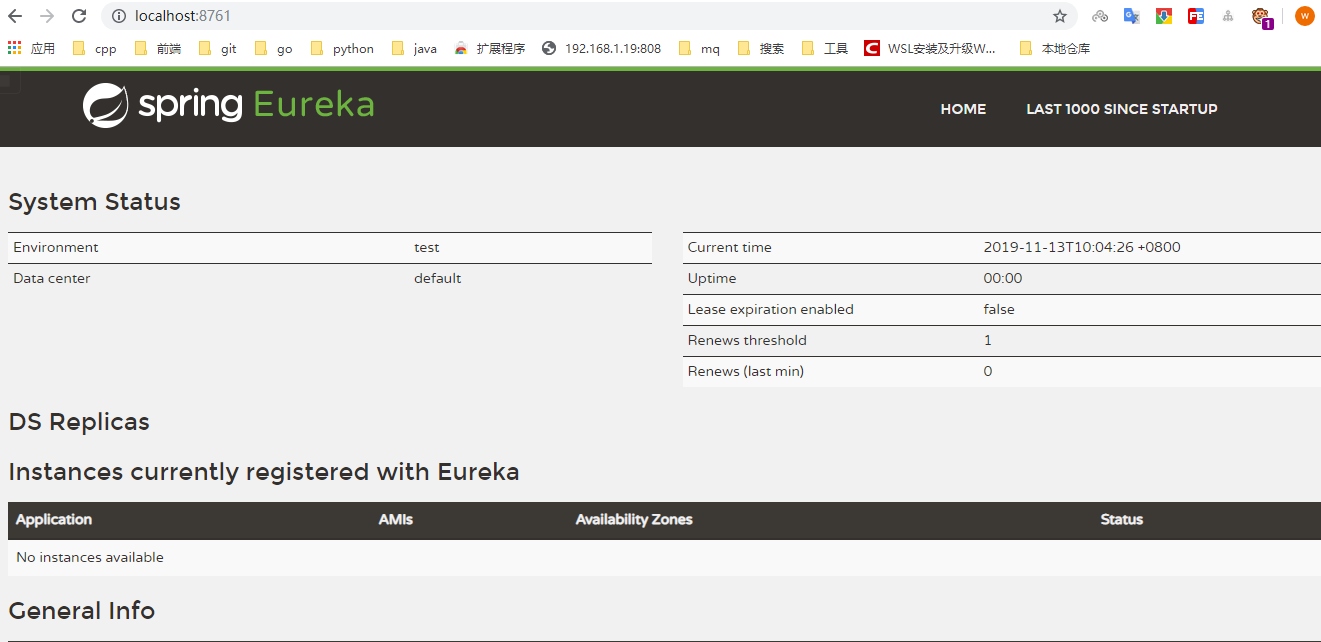 localhost:8761
W
1
应用 cpp 前端 git go python java 扩展程序 192.168.1.19:808 mq 搜索 工具 C WSL安装及升级W... 本地仓库
spring Eureka HOME LAST 1000 SINCE STARTUP
System Status
Environment test
Data center default
Current time 2019-11-13T10:04:26 +0800
Uptime 00:00
Lease expiration enabled false
Renews threshold 1
Renews (last min) 0
DS Replicas
Instances currently registered with Eureka
Application AMIs Availability Zones Status
No instances available
General Info